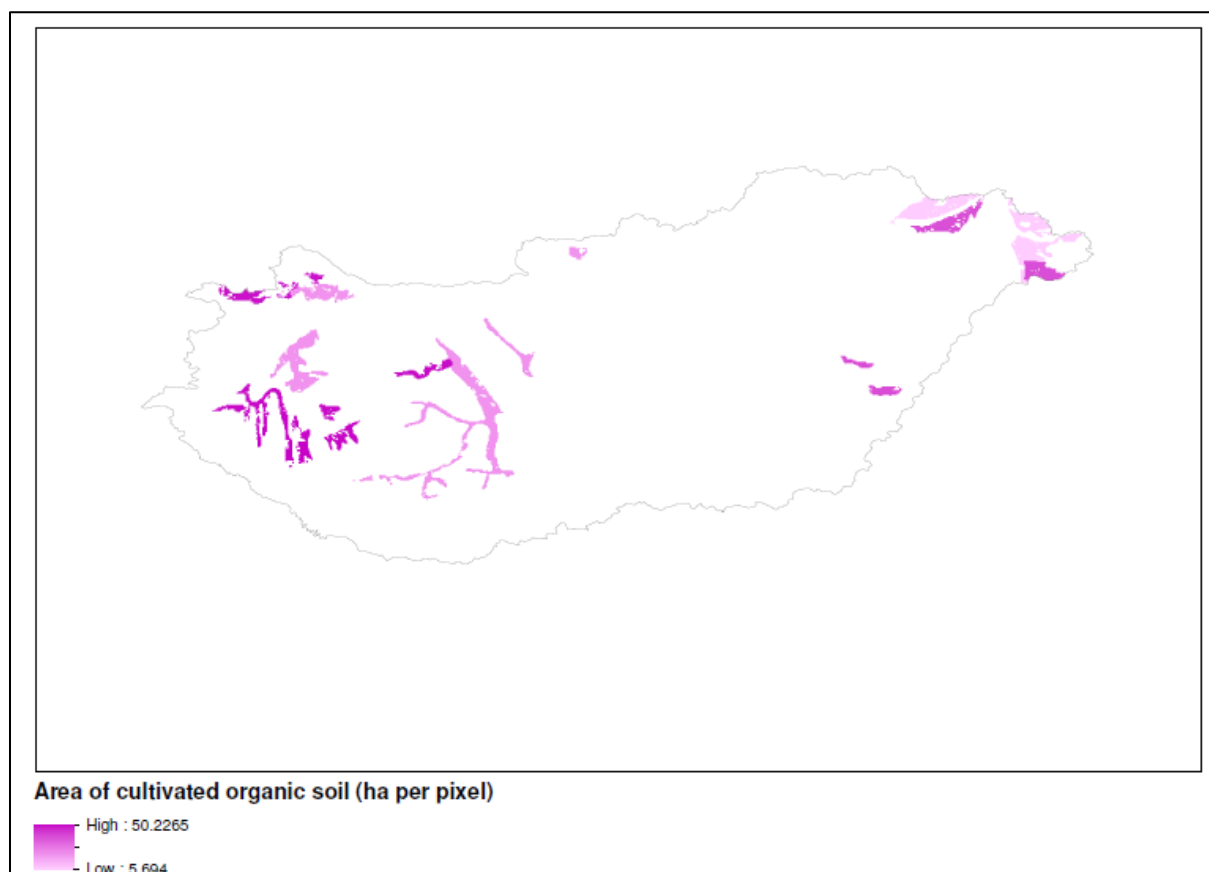 Area of cultivated organic soil (ha per pixel)
High : 50.2265
Low : 5.694